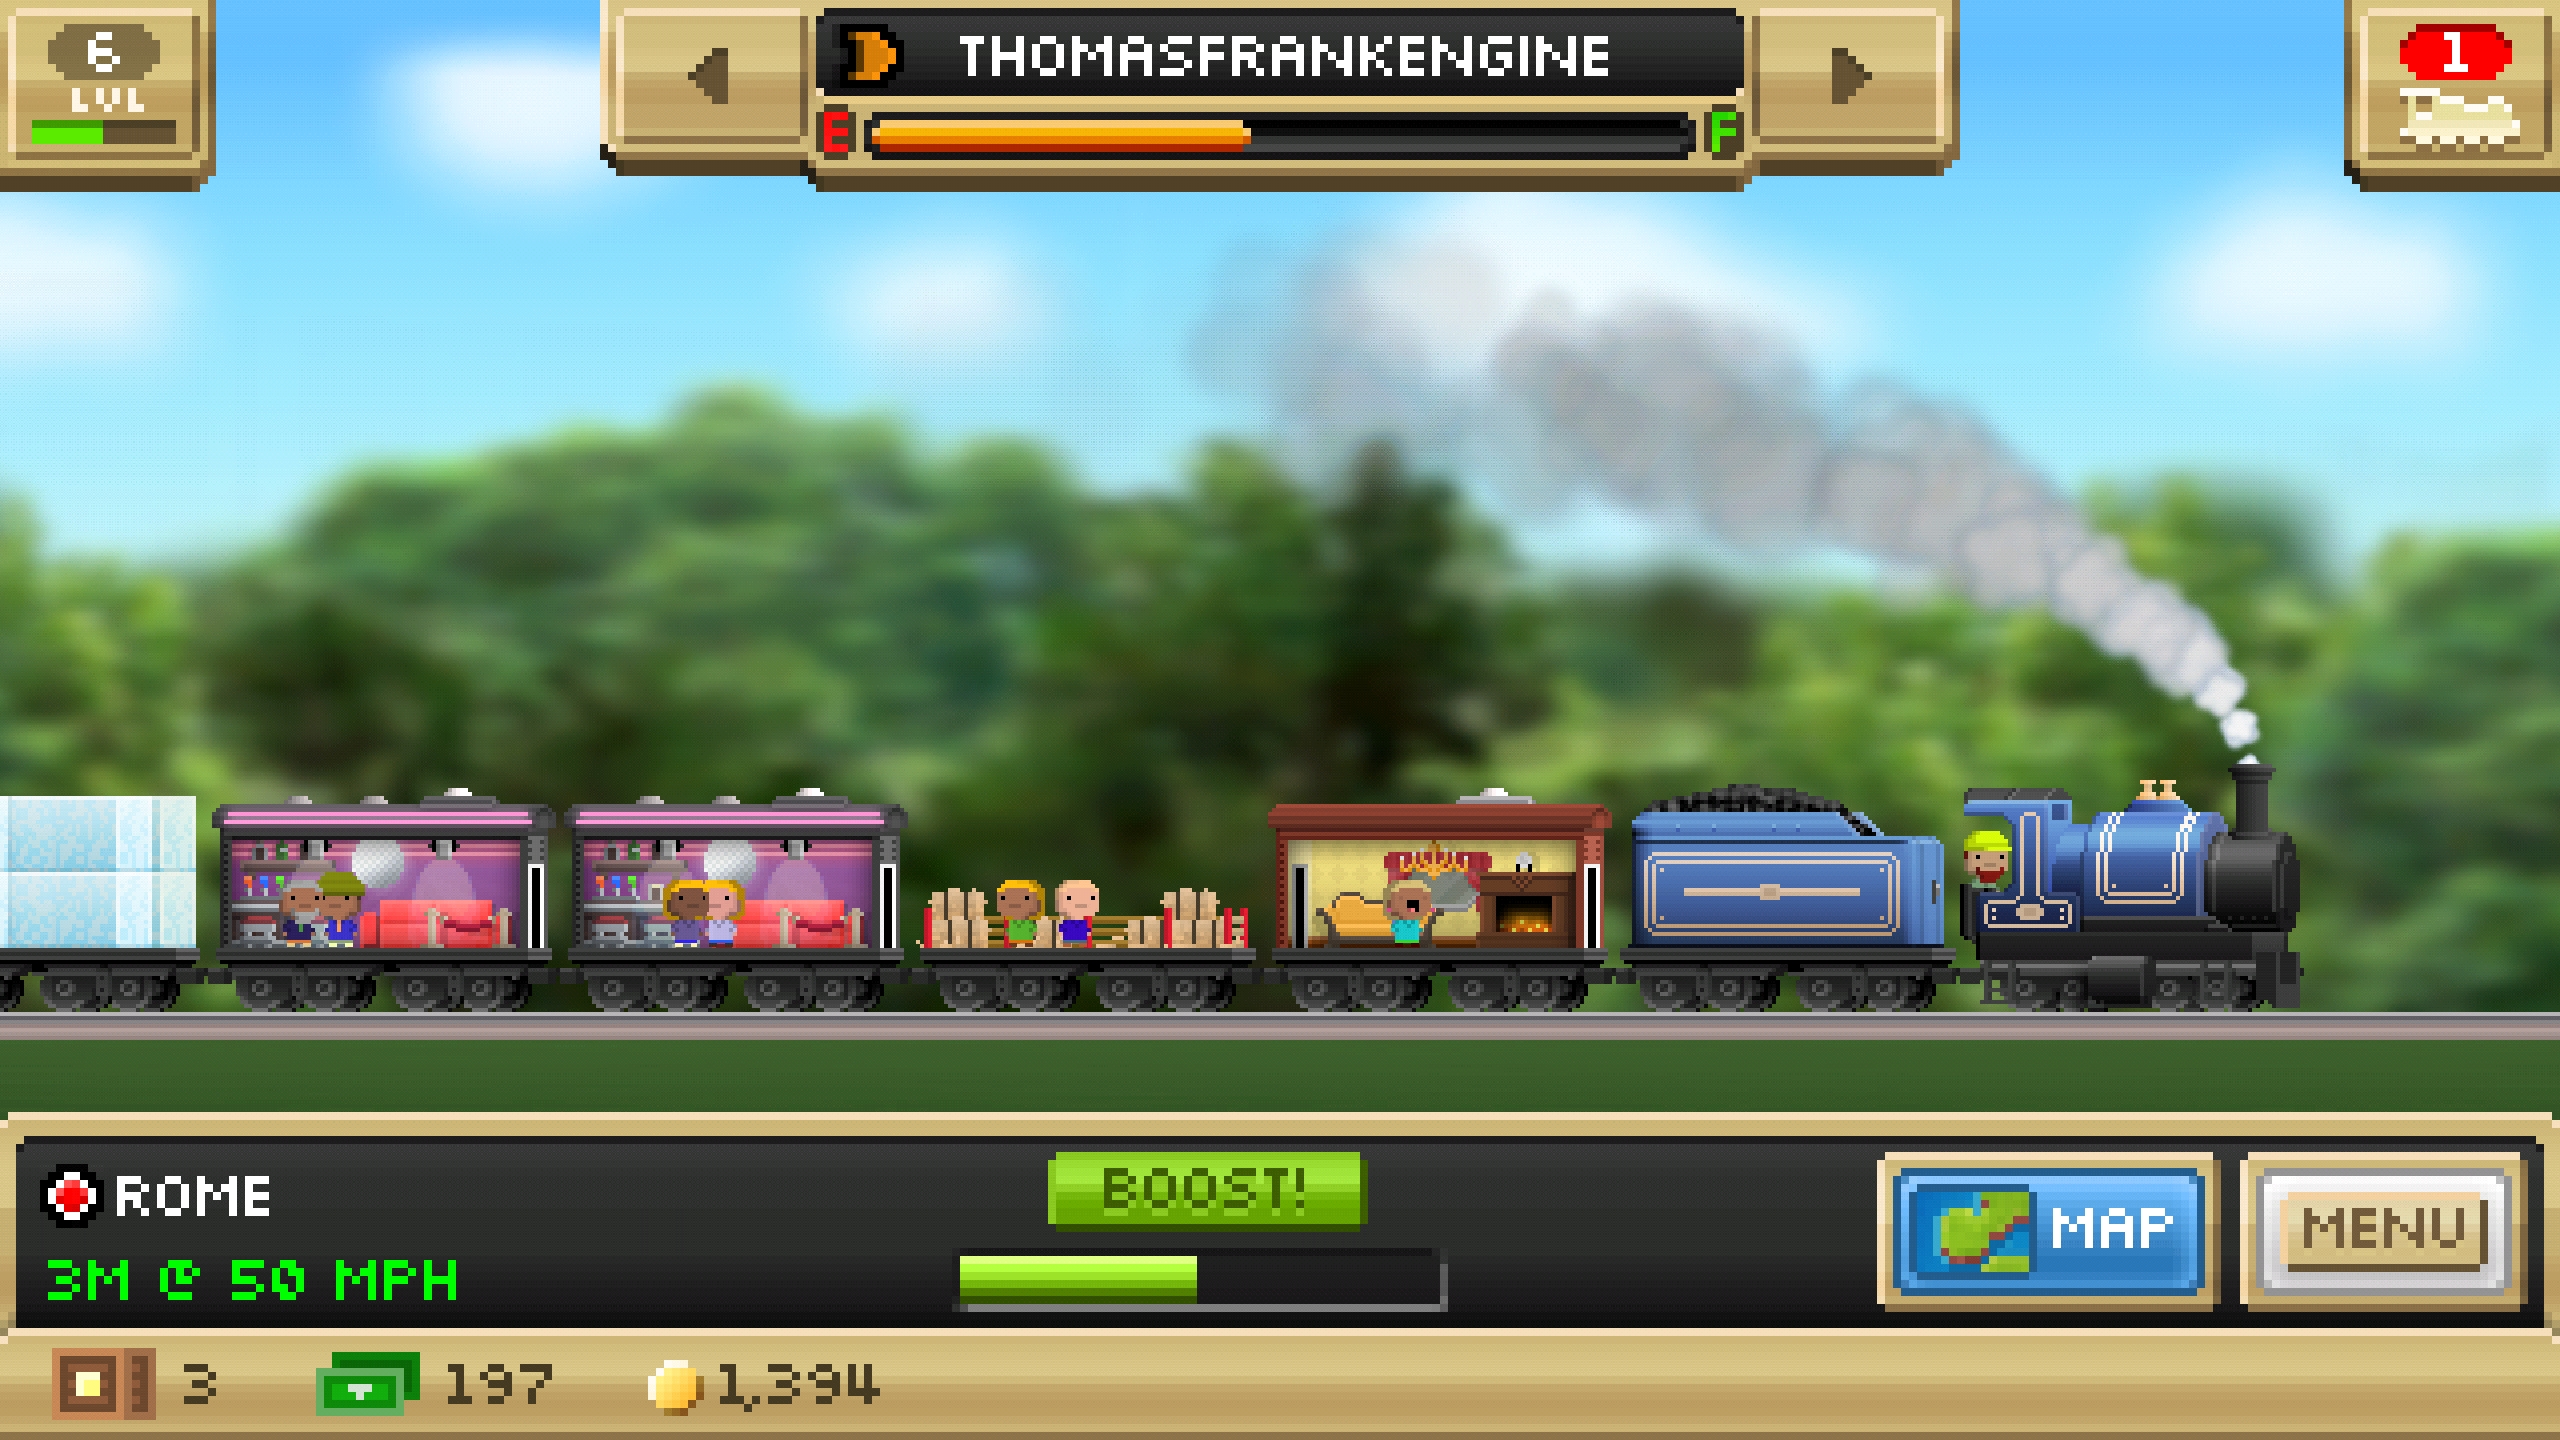 6
LVL
THOMASFRANKENGINE
E F
1
ROME
3M @ 50 MPH
BOOST!
MAP
MENU
3
197
1,394